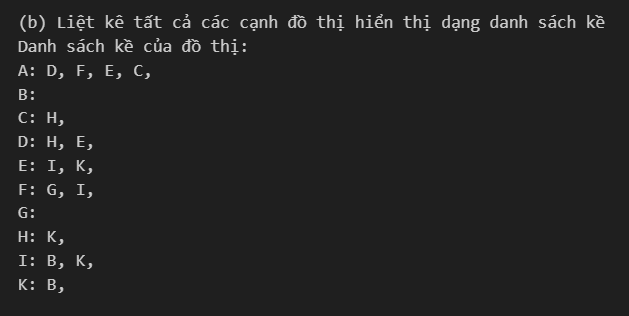 (b) Liệt kê tất cả các cạnh đồ thị hiển thị dạng danh sách kề
Danh sách kề của đồ thị:
A: D, F, E, C,
B:
C: H,
D: H, E,
E: I, K,
F: G, I,
G:
H: K,
I: B, K,
K: B,